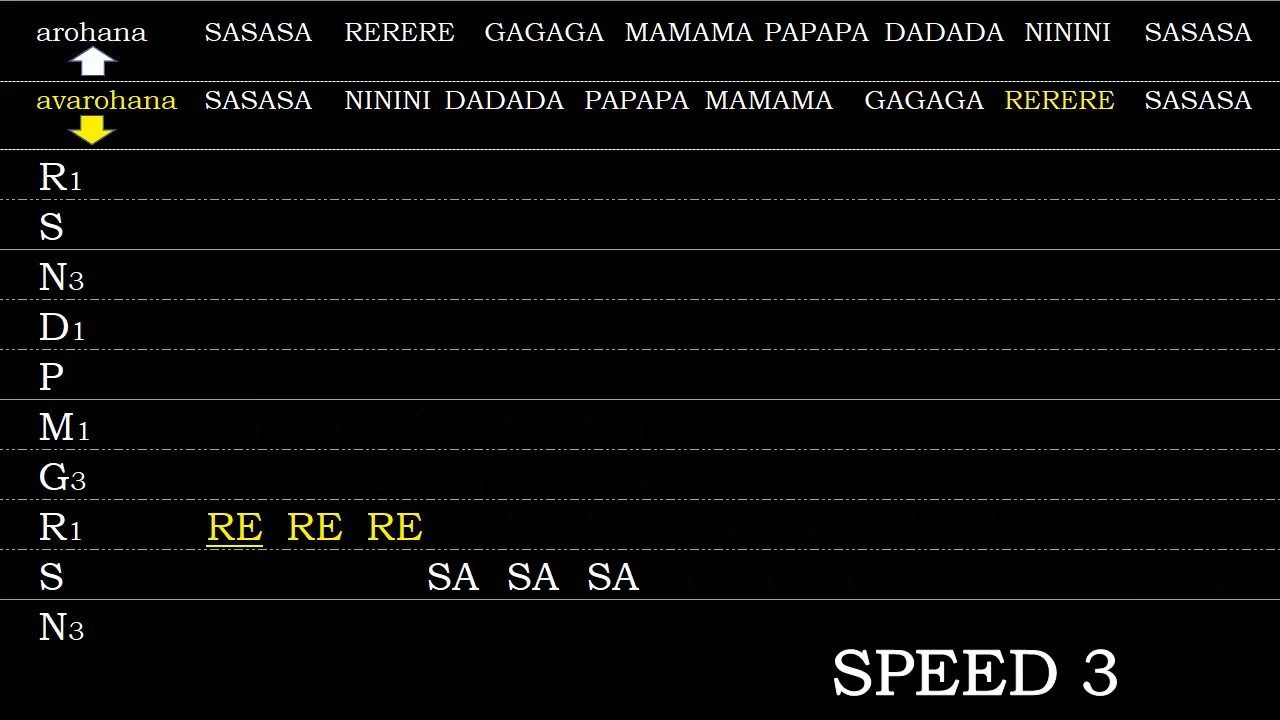 arohana SASASA RERERE GAGAGA MAMAMA PAPAPA DADADA NININI SASASA
avarohana SASASA NININI DADADA PAPAPA MAMAMA GAGAGA RERERE SASASA
R1
S
N3
D1
P
M1
G3
R1 RE RE RE
S SA SA SA
N3
SPEED 3